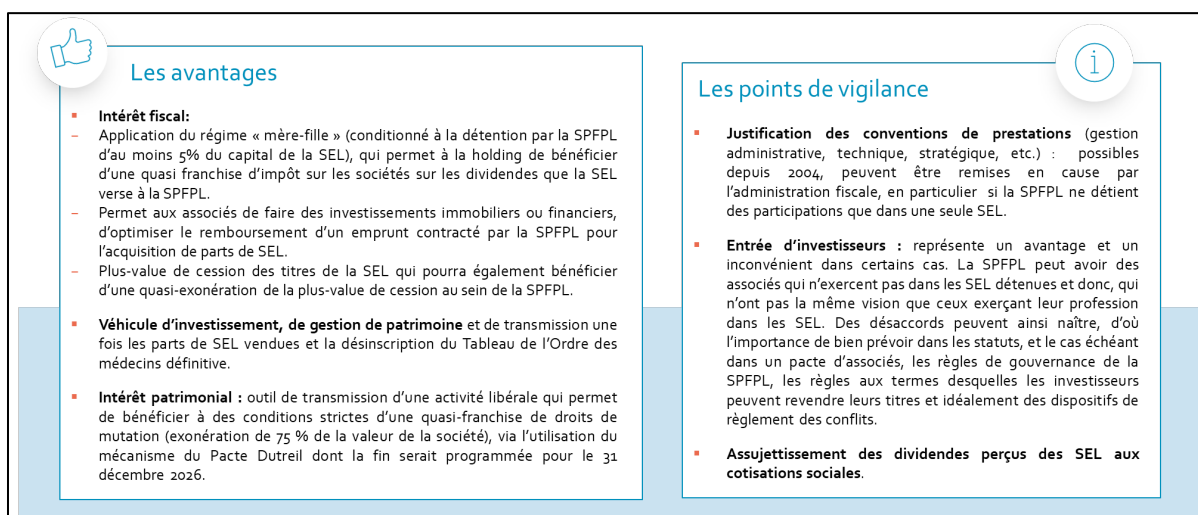 Les avantages
▪ Intérêt fiscal:
– Application du régime « mère-fille » (conditionné à la détention par la SPFPL
d’au moins 5% du capital de la SEL), qui permet à la holding de bénéficier
d’une quasi franchise d’impôt sur les sociétés sur les dividendes que la SEL
verse à la SPFPL.
– Permet aux associés de faire des investissements immobiliers ou financiers,
d’optimiser le remboursement d’un emprunt contracté par la SPFPL pour
l’acquisition de parts de SEL.
– Plus-value de cession des titres de la SEL qui pourra également bénéficier
d’une quasi-exonération de la plus-value de cession au sein de la SPFPL.
▪ Véhicule d’investissement, de gestion de patrimoine et de transmission une
fois les parts de SEL vendues et la désinscription du Tableau de l’Ordre des
médecins définitive.
▪ Intérêt patrimonial : outil de transmission d’une activité libérale qui permet
de bénéficier à des conditions strictes d’une quasi-franchise de droits de
mutation (exonération de 75 % de la valeur de la société), via l’utilisation du
mécanisme du Pacte Dutreil dont la fin serait programmée pour le 31
décembre 2026.
Les points de vigilance
▪ Justification des conventions de prestations (gestion
administrative, technique, stratégique, etc.) : possibles
depuis 2004, peuvent être remises en cause par
l’administration fiscale, en particulier si la SPFPL ne détient
des participations que dans une seule SEL.
▪ Entrée d’investisseurs : représente un avantage et un
inconvénient dans certains cas. La SPFPL peut avoir des
associés qui n’exercent pas dans les SEL détenues et donc, qui
n’ont pas la même vision que ceux exerçant leur profession
dans les SEL. Des désaccords peuvent ainsi naître, d’où
l’importance de bien prévoir dans les statuts, et le cas échéant
dans un pacte d’associés, les règles de gouvernance de la
SPFPL, les règles aux termes desquelles les investisseurs
peuvent revendre leurs titres et idéalement des dispositifs de
règlement des conflits.
▪ Assujettissement des dividendes perçus des SEL aux
cotisations sociales.